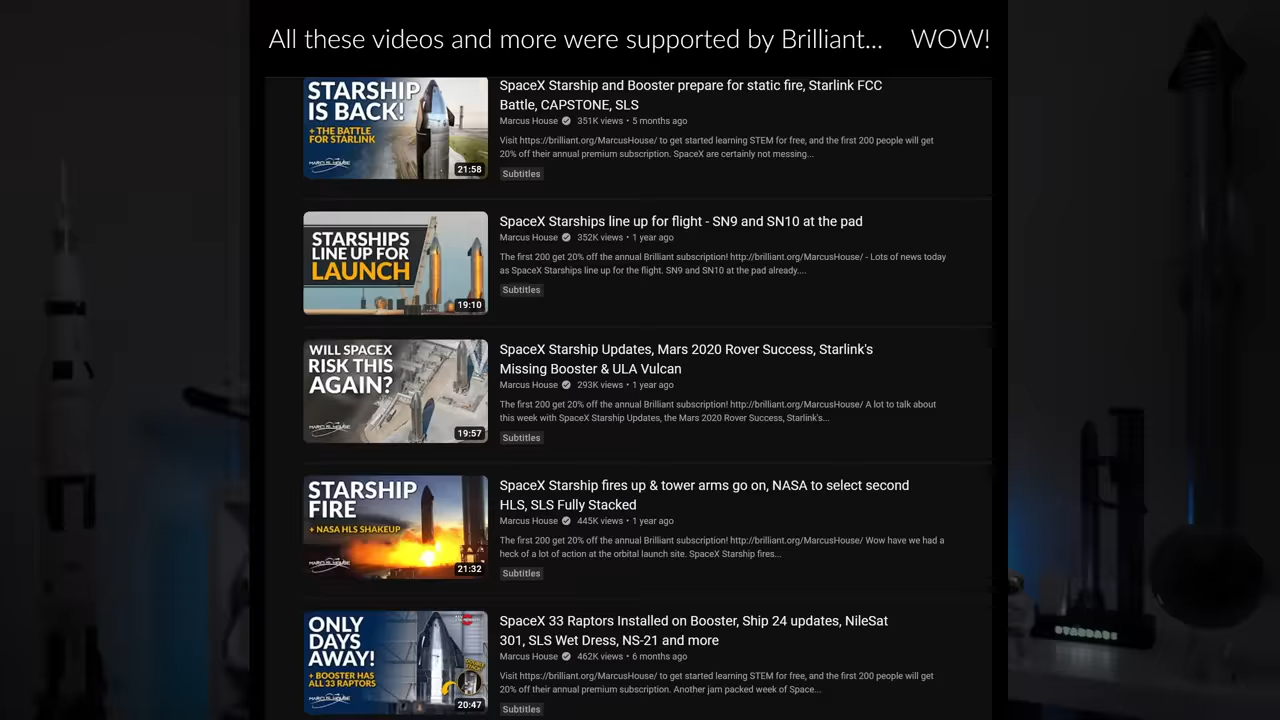 All these videos and more were supported by Brilliant... WOW!
STARSHIP
IS BACK!
+ THE BATTLE
FOR STARLINK
MARCUS HOUSE
21:58
SpaceX Starship and Booster prepare for static fire, Starlink FCC
Battle, CAPSTONE, SLS
Marcus House 351K views • 5 months ago
Visit https://brilliant.org/MarcusHouse/ to get started learning STEM for free, and the first 200 people will get
20% off their annual premium subscription. SpaceX are certainly not messing...
Subtitles
STARSHIPS
LINE UP FOR
LAUNCH
19:10
SpaceX Starships line up for flight - SN9 and SN10 at the pad
Marcus House 352K views • 1 year ago
The first 200 get 20% off the annual Brilliant subscription! http://brilliant.org/MarcusHouse/ - Lots of news today
as SpaceX Starships line up for the flight. SN9 and SN10 at the pad already....
Subtitles
WILL SPACEX
RISK THIS
AGAIN?
MARCUS HOUSE
19:57
SpaceX Starship Updates, Mars 2020 Rover Success, Starlink's
Missing Booster & ULA Vulcan
Marcus House 293K views • 1 year ago
The first 200 get 20% off the annual Brilliant subscription! http://brilliant.org/MarcusHouse/ A lot to talk about
this week with SpaceX Starship Updates, the Mars 2020 Rover Success, Starlink's...
Subtitles
STARSHIP
FIRE
+ NASA HLS SHAKEUP
MARCUS HOUSE
21:32
SpaceX Starship fires up & tower arms go on, NASA to select second
HLS, SLS Fully Stacked
Marcus House 445K views • 1 year ago
The first 200 get 20% off the annual Brilliant subscription! http://brilliant.org/MarcusHouse/ Wow have we had a
heck of a lot of action at the orbital launch site. SpaceX Starship fires...
Subtitles
ONLY
DAYS
AWAY!
+ BOOSTER HAS
ALL 33 RAPTORS
MARCUS HOUSE
20:47
SpaceX 33 Raptors Installed on Booster, Ship 24 updates, NileSat
301, SLS Wet Dress, NS-21 and more
Marcus House 462K views • 6 months ago
Visit https://brilliant.org/MarcusHouse/ to get started learning STEM for free, and the first 200 people will get
20% off their annual premium subscription. Another jam packed week of Space...
Subtitles
STARBASE